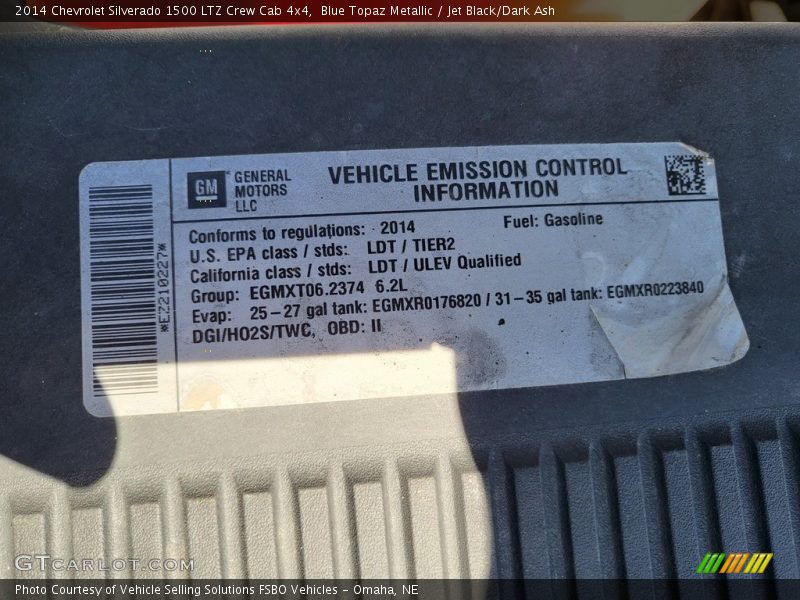 2014 Chevrolet Silverado 1500 LTZ Crew Cab 4x4, Blue Topaz Metallic / Jet Black/Dark Ash
GM GENERAL MOTORS LLC
VEHICLE EMISSION CONTROL
INFORMATION
Conforms to regulations: 2014 Fuel: Gasoline
U.S. EPA class / stds: LDT / TIER2
California class / stds: LDT / ULEV Qualified
Group: EGMXT06.2374 6.2L
Evap: 25-27 gal tank: EGMXR0176820 / 31-35 gal tank: EGMXR0223840
DGI/HO2S/TWC, OBD: II
*EZ210227*
GTCARLOT.COM
Photo Courtesy of Vehicle Selling Solutions FSBO Vehicles - Omaha, NE